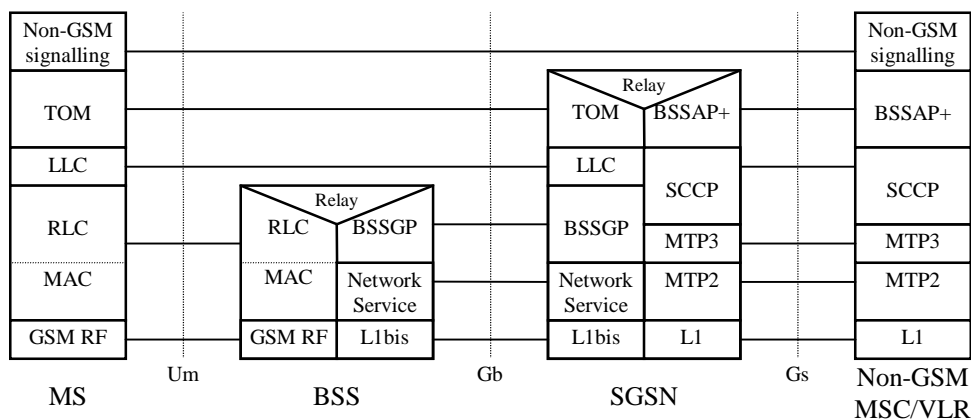 Non-GSM
signalling
Non-GSM
signalling
Relay
TOM
TOM
BSSAP+
BSSAP+
LLC
LLC
SCCP
SCCP
Relay
RLC
RLC
BSSGP
BSSGP
MTP3
MTP3
MAC
MAC
Network
Service
Network
Service
MTP2
MTP2
GSM RF
GSM RF
L1bis
L1bis
L1
L1
Um
Gb
Gs
MS
BSS
SGSN
Non-GSM
MSC/VLR